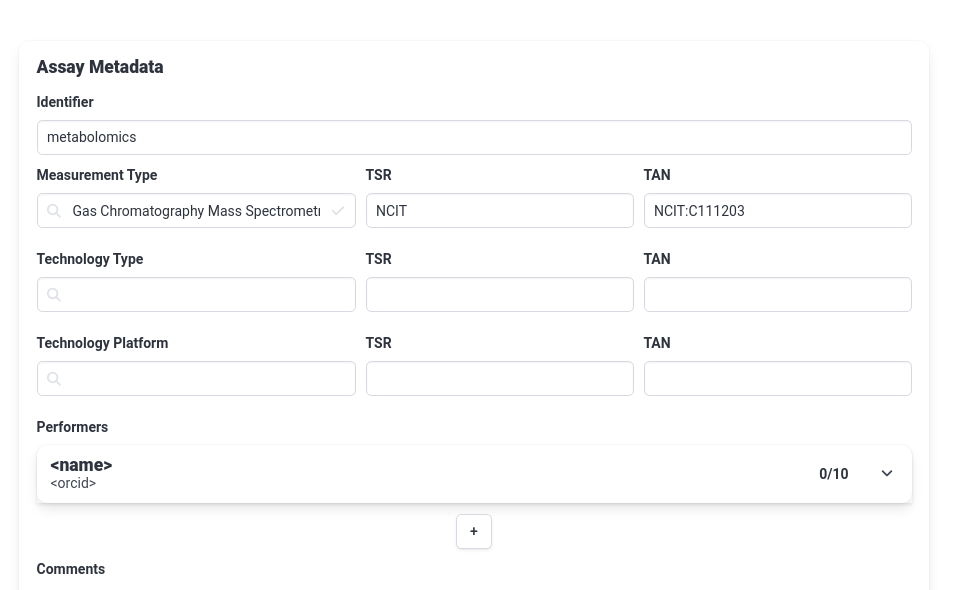 Assay Metadata
Identifier
metabolomics
Measurement Type TSR TAN
Gas Chromatography Mass Spectrometr NCIT NCIT:C111203
Technology Type TSR TAN
Technology Platform TSR TAN
Performers
<name>
<orcid>
0/10
+
Comments